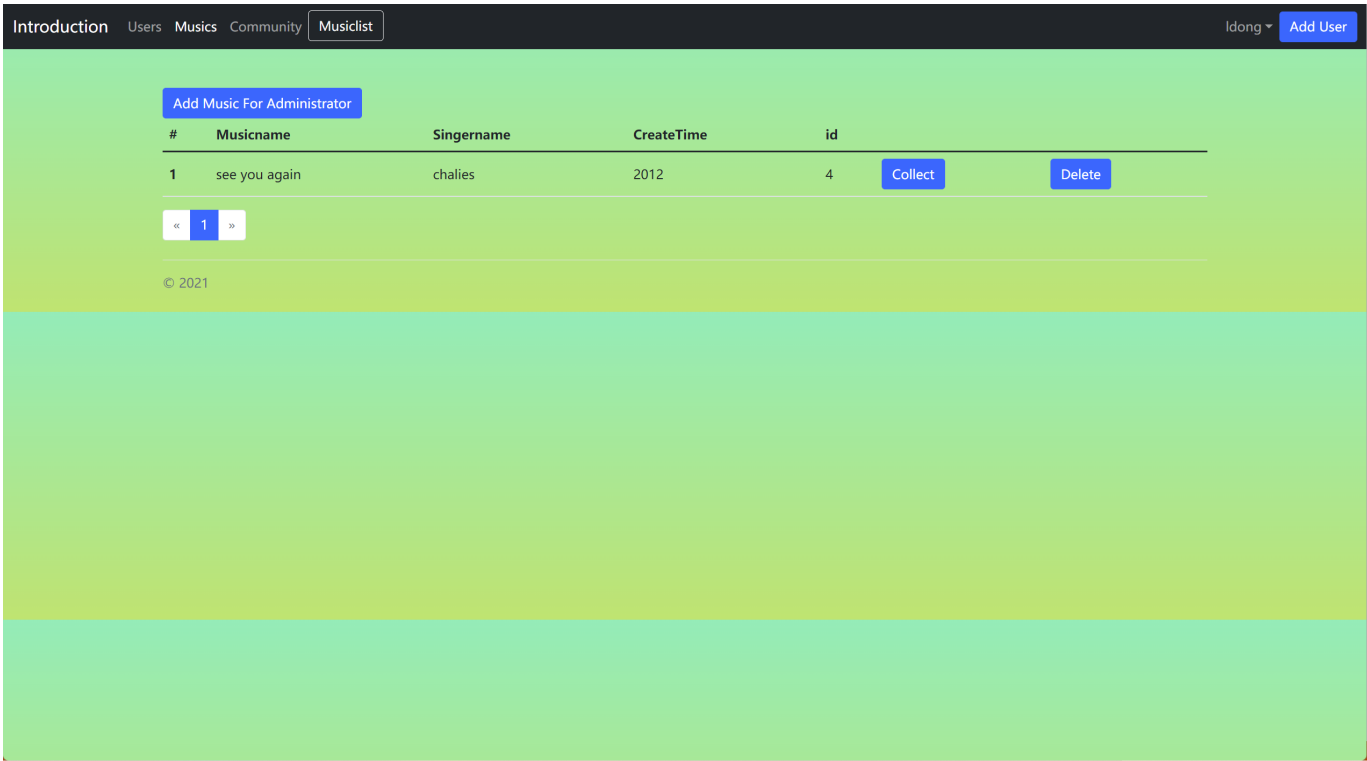 Introduction Users Musics Community Musiclist ldong Add User
Add Music For Administrator
# Musicname Singername CreateTime id
1 see you again chalies 2012 4 Collect Delete
« 1 »
© 2021